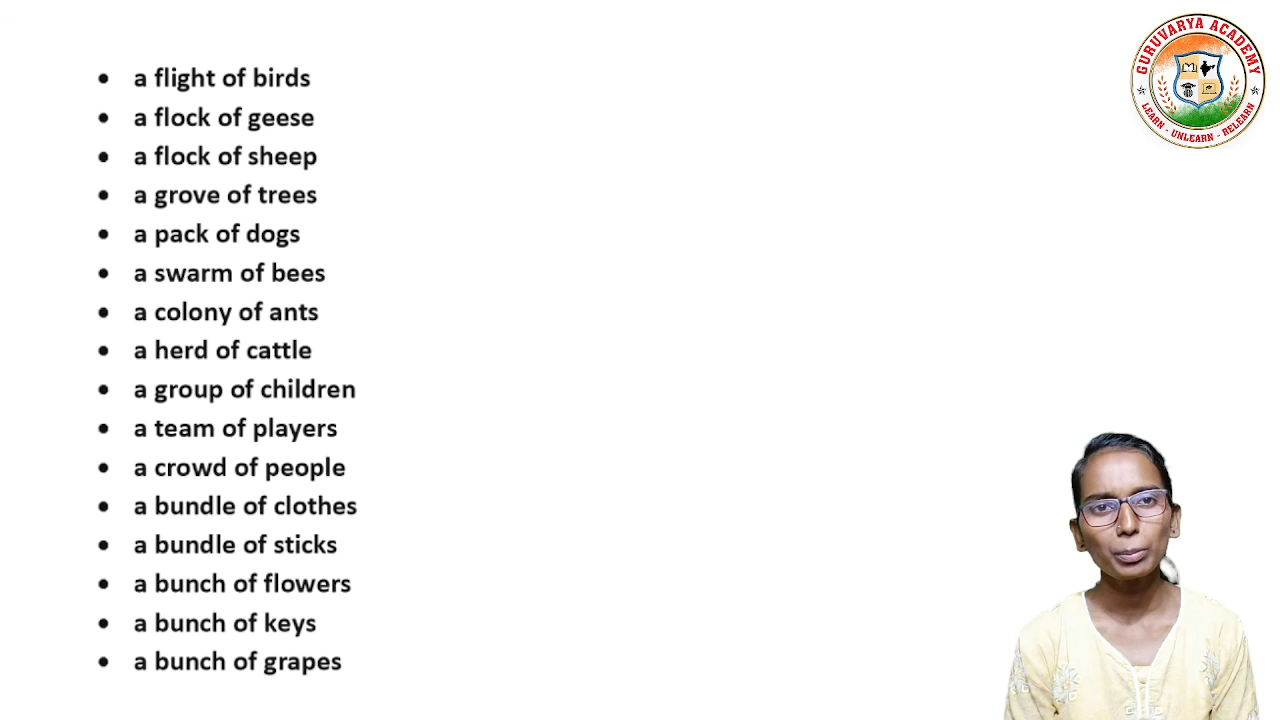 • a flight of birds
• a flock of geese
• a flock of sheep
• a grove of trees
• a pack of dogs
• a swarm of bees
• a colony of ants
• a herd of cattle
• a group of children
• a team of players
• a crowd of people
• a bundle of clothes
• a bundle of sticks
• a bunch of flowers
• a bunch of keys
• a bunch of grapes
GURUVARYA ACADEMY
LEARN - UNLEARN - RELEARN